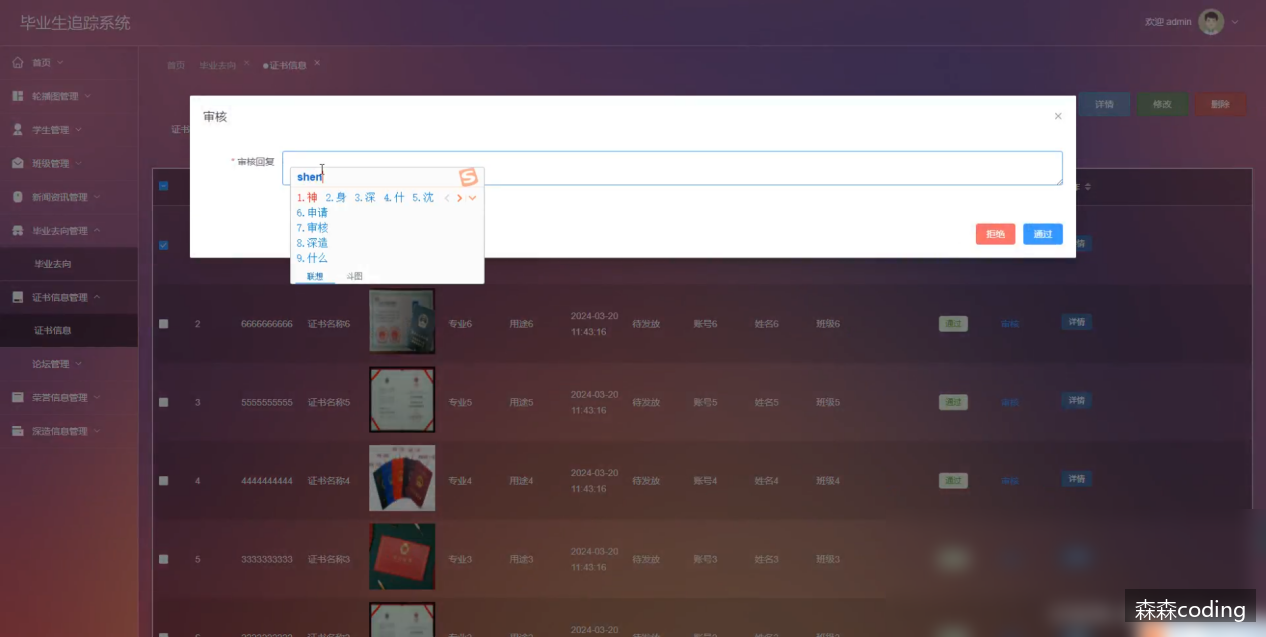 毕业生追踪系统
欢迎 admin
首页
首页 毕业去向 ×
●证书信息 ×
轮播图管理
学生管理
班级管理
新闻资讯管理
毕业去向管理
毕业去向
证书信息管理
证书信息
论坛管理
荣誉信息管理
深造信息管理
详情 修改 删除
证书
审核 ×
* 审核回复
shen
1.神 2.身 3.深 4.什 5.沈
6.申请
7.审核
8.深造
9.什么
联想 斗图
拒绝 通过
2 6666666666 证书名称6 专业6 用途6 2024-03-20 11:43:16 待发放 账号6 姓名6 班级6 通过 审核 详情
3 5555555555 证书名称5 专业5 用途5 2024-03-20 11:43:16 待发放 账号5 姓名5 班级5 通过 审核 详情
4 4444444444 证书名称4 专业4 用途4 2024-03-20 11:43:16 待发放 账号4 姓名4 班级4 通过 审核 详情
5 3333333333 证书名称3 专业3 用途3 2024-03-20 11:43:16 待发放 账号3 姓名3 班级3
2024-03-20
森森coding